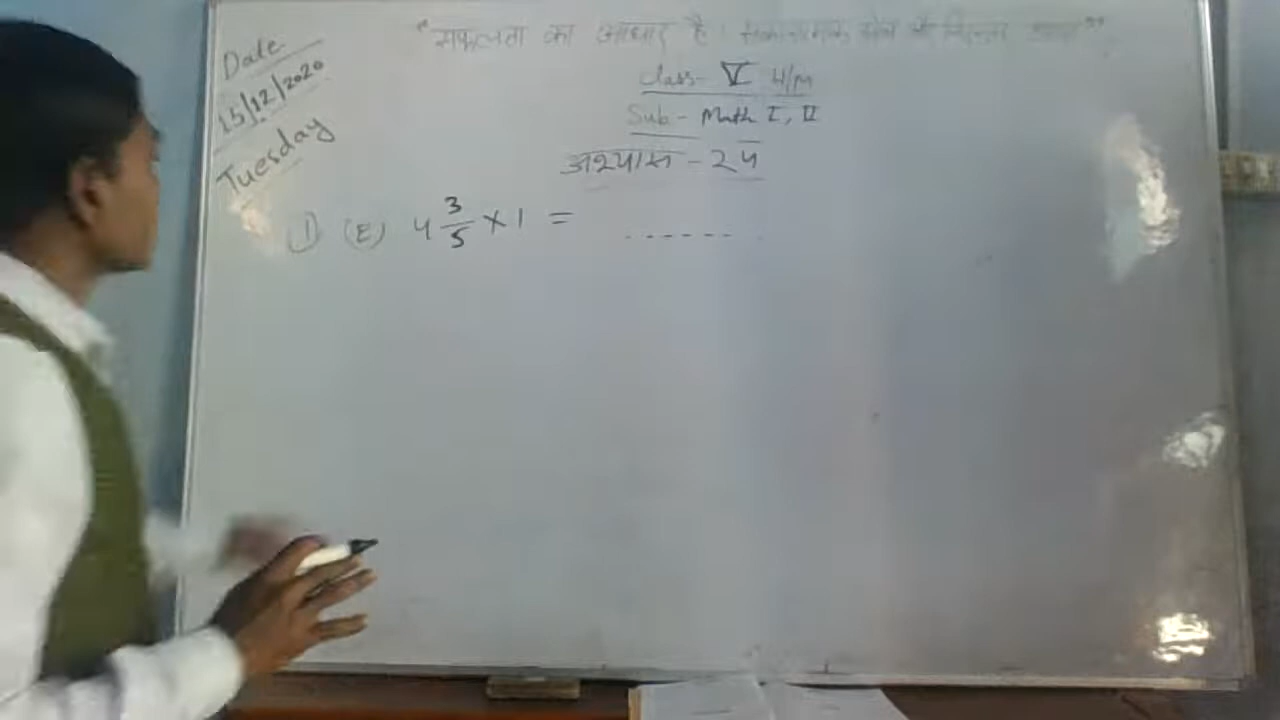 Date
15/12/2020
Tuesday
"सफलता का आधार है
Class- V H/M
Sub - Math I, II
अभ्यास - 24
① (E) 4 3/5 × 1 = ------